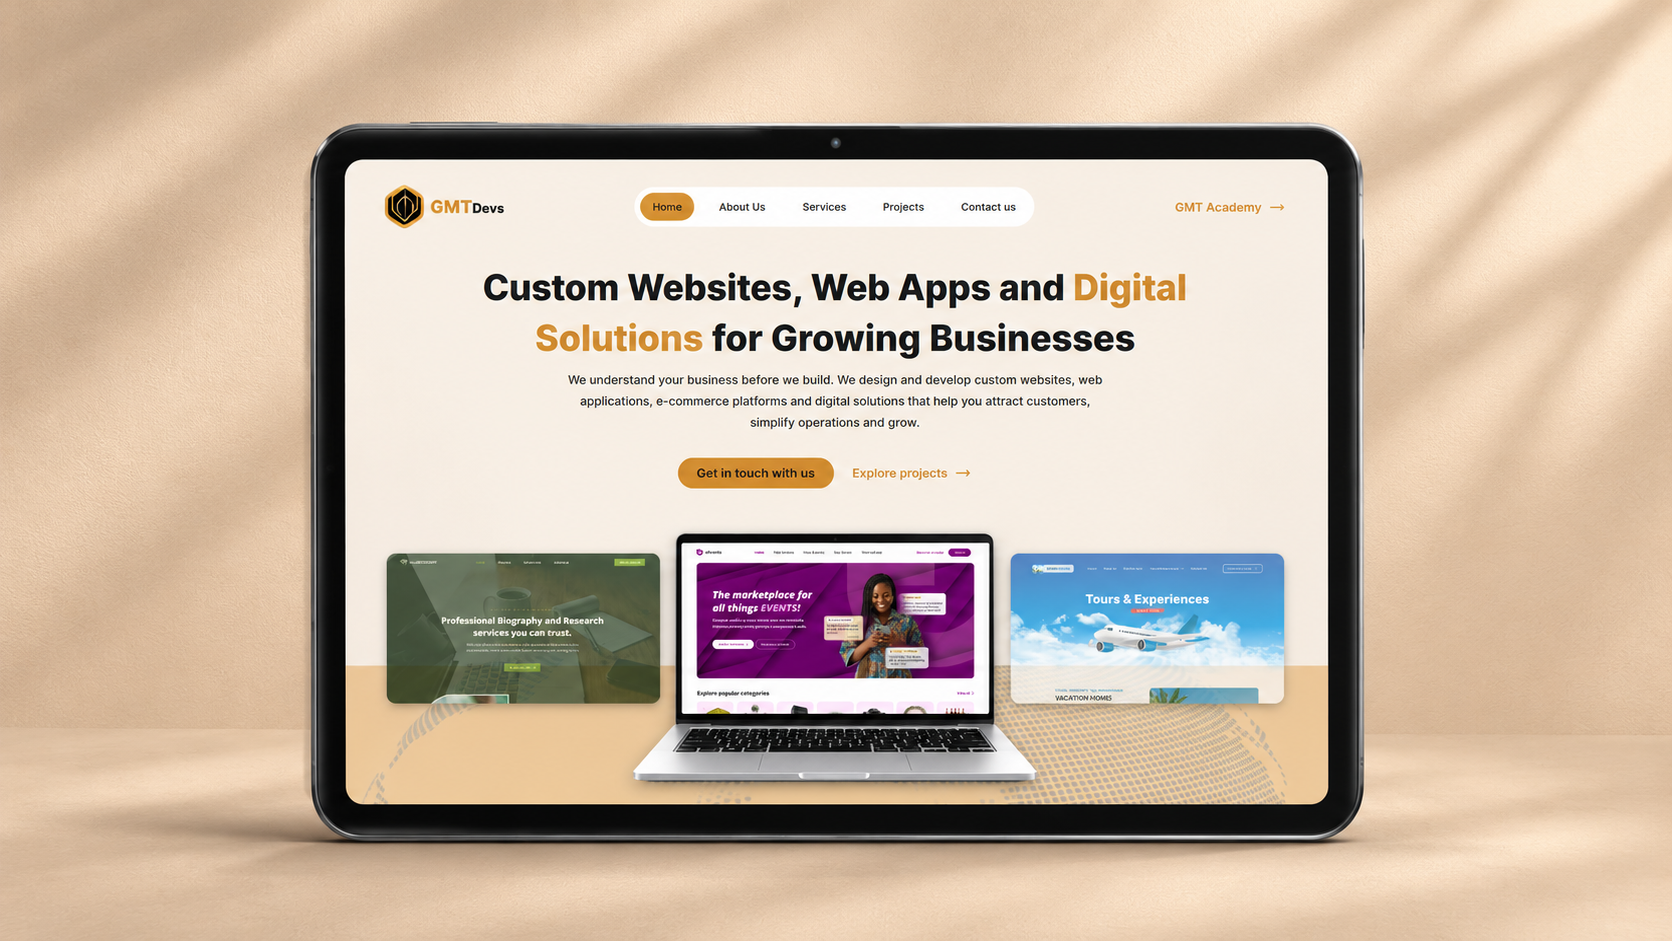 GMTDevs
Home
About Us
Services
Projects
Contact us
GMT Academy
Custom Websites, Web Apps and Digital
Solutions for Growing Businesses
We understand your business before we build. We design and develop custom websites, web
applications, e-commerce platforms and digital solutions that help you attract customers,
simplify operations and grow.
Get in touch with us
Explore projects
Professional Biography and Research
services you can trust.
The marketplace for
all things EVENTS!
Explore popular categories
Tours & Experiences
VACATION HOMES